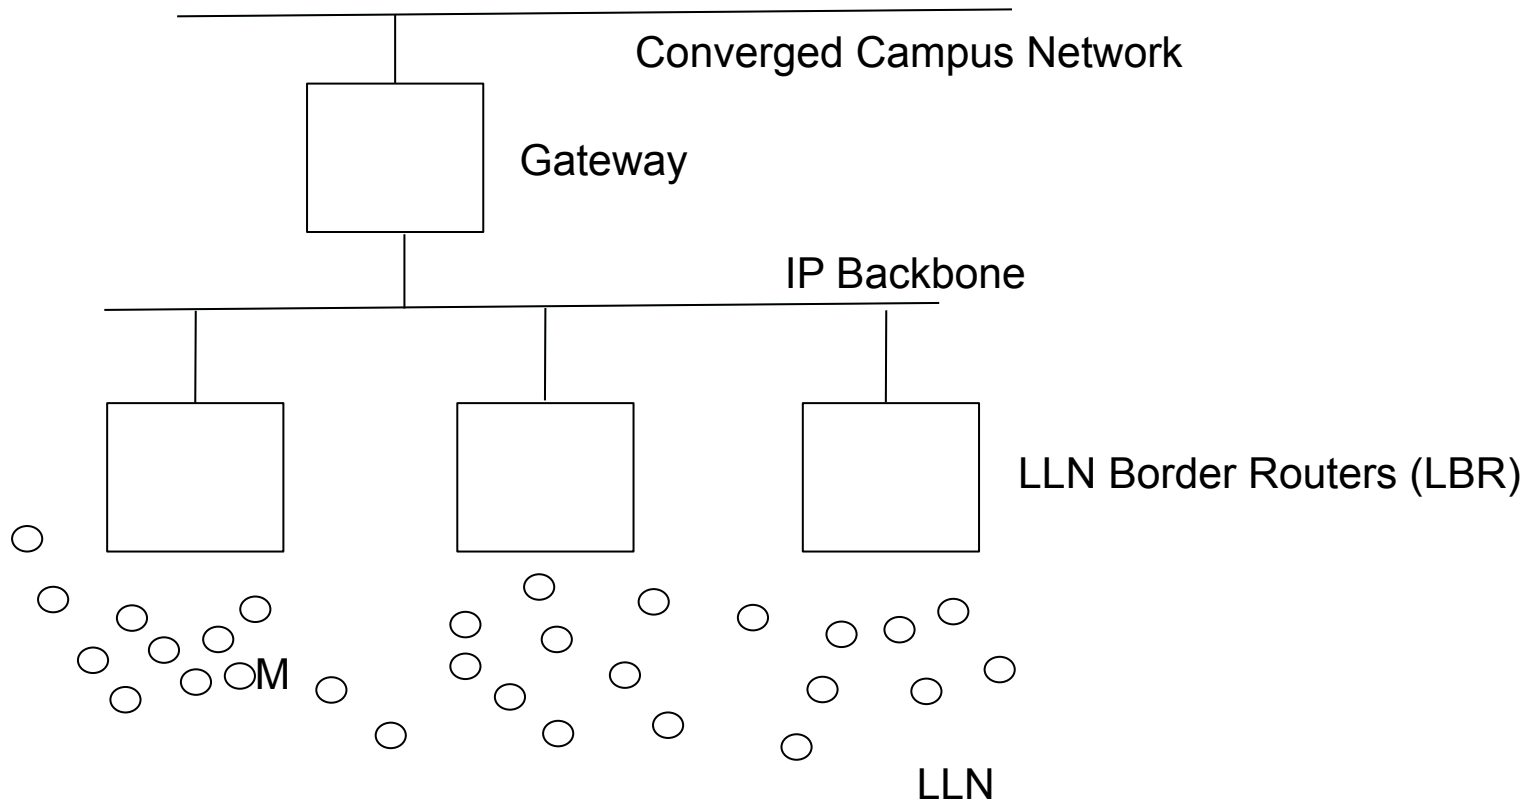 Converged Campus Network
Gateway
IP Backbone
LLN Border Routers (LBR)
M
LLN